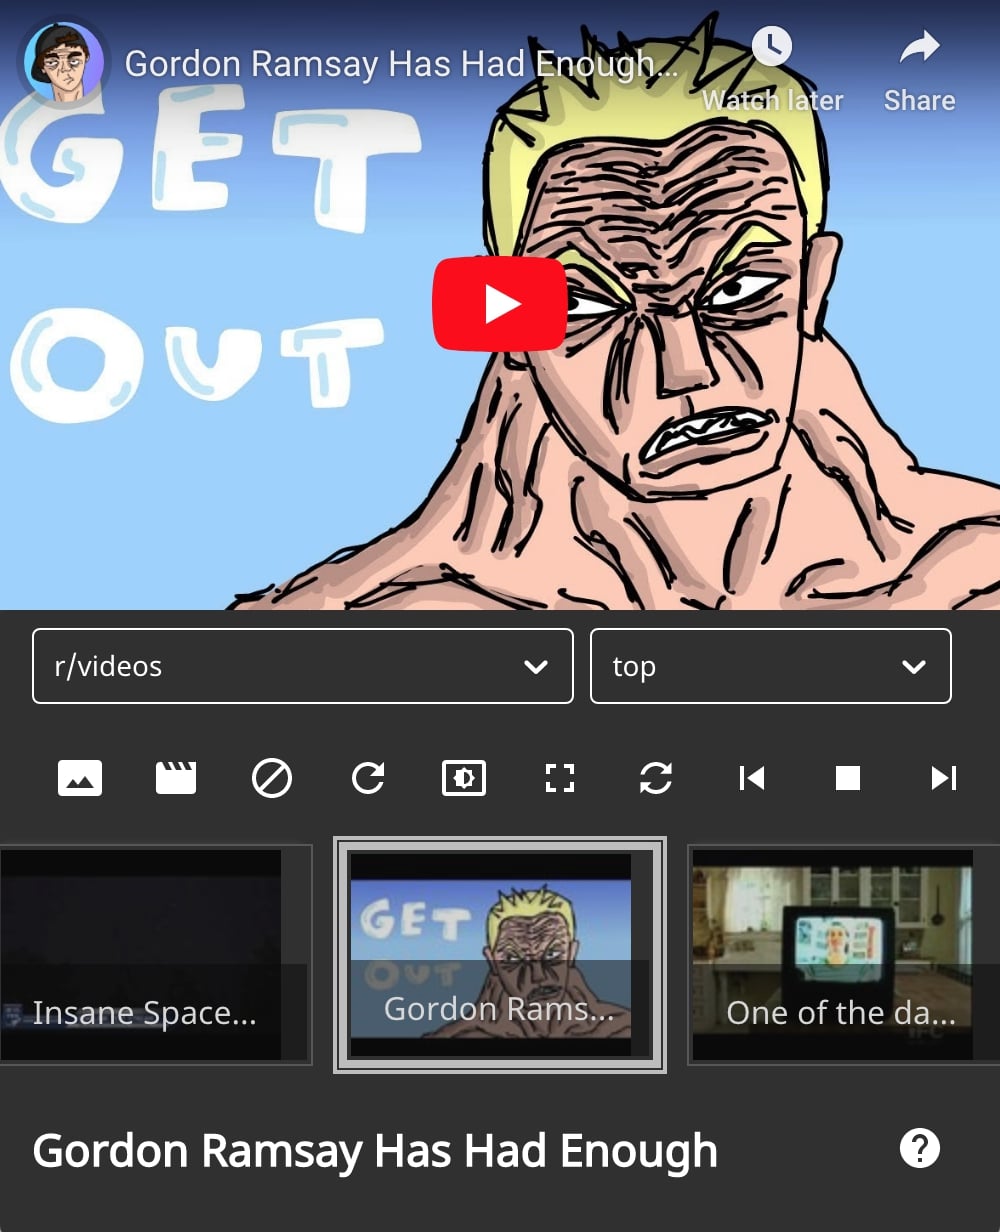 Gordon Ramsay Has Had Enough...
Watch later
Share
GET
OUT
r/videos
top
Insane Space...
GET
OUT
Gordon Rams...
One of the da...
IFC
Gordon Ramsay Has Had Enough